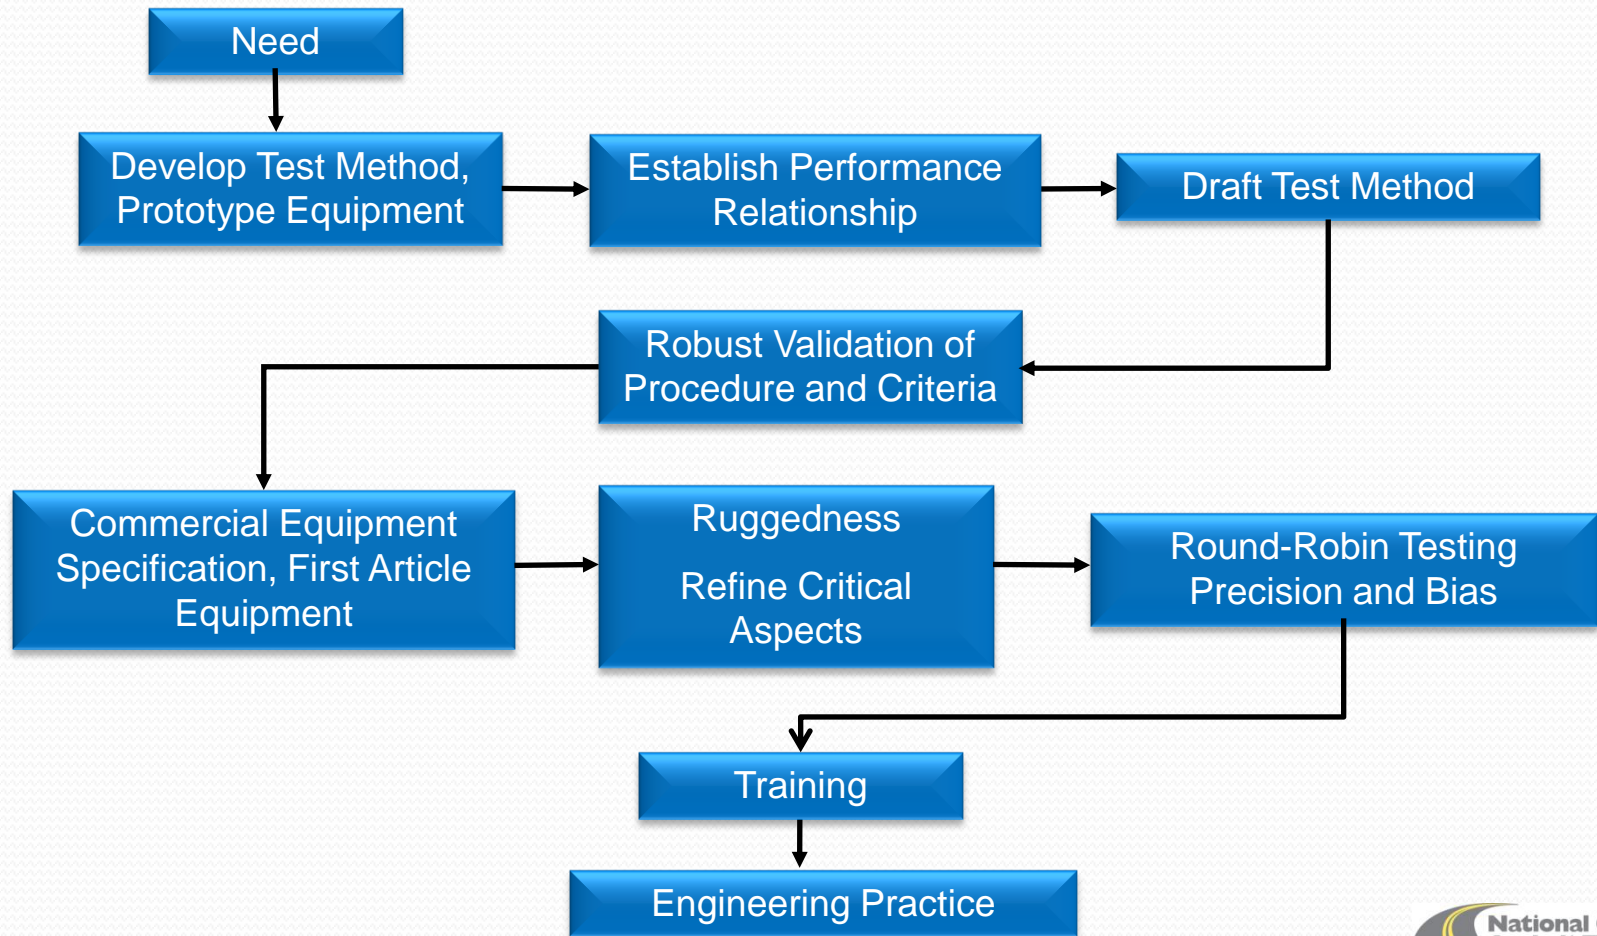 Need
Develop Test Method,
Prototype Equipment
Establish Performance
Relationship
Draft Test Method
Robust Validation of
Procedure and Criteria
Commercial Equipment
Specification, First Article
Equipment
Ruggedness
Refine Critical
Aspects
Round-Robin Testing
Precision and Bias
Training
Engineering Practice
National